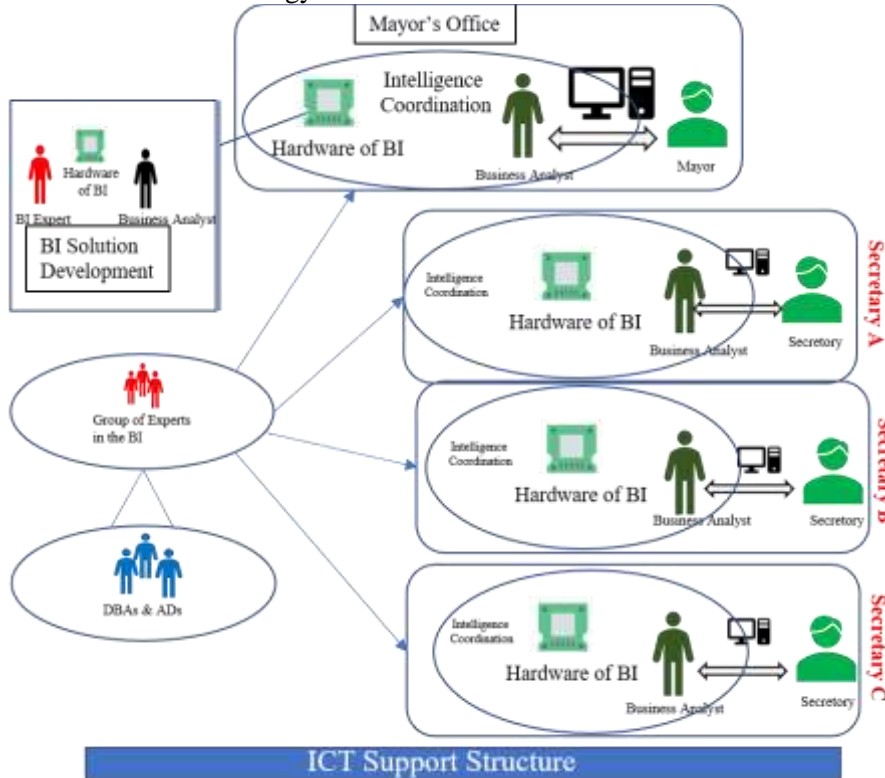 gy
Mayor's Office
Intelligence
Coordination
Hardware of BI
Business Analyst
Mayor
Hardware
of BI
BI Expert
Business Analyst
BI Solution
Development
Intelligence
Coordination
Hardware of BI
Business Analyst
Secretory
Secretary A
Group of Experts
in the BI
Intelligence
Coordination
Hardware of BI
Business Analyst
Secretory
Secretary B
DBAs & ADs
Intelligence
Coordination
Hardware of BI
Business Analyst
Secretory
Secretary C
ICT Support Structure